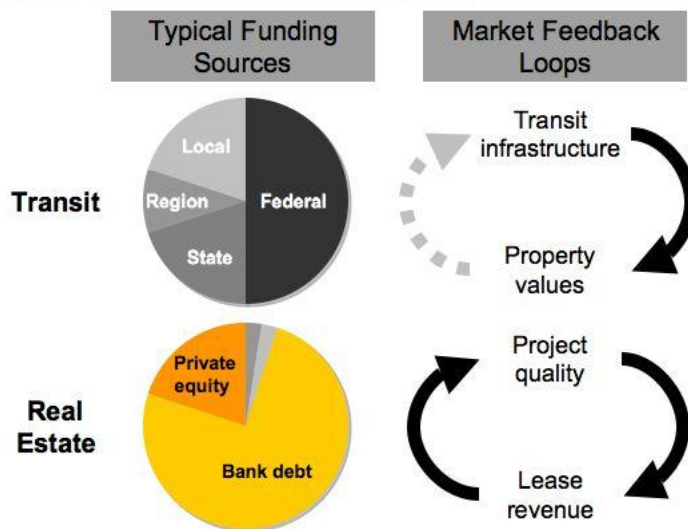 Typical Funding
Sources
Market Feedback
Loops
Transit
Local
Region
Federal
State
Transit
infrastructure
Property
values
Real
Estate
Private
equity
Bank debt
Project
quality
Lease
revenue